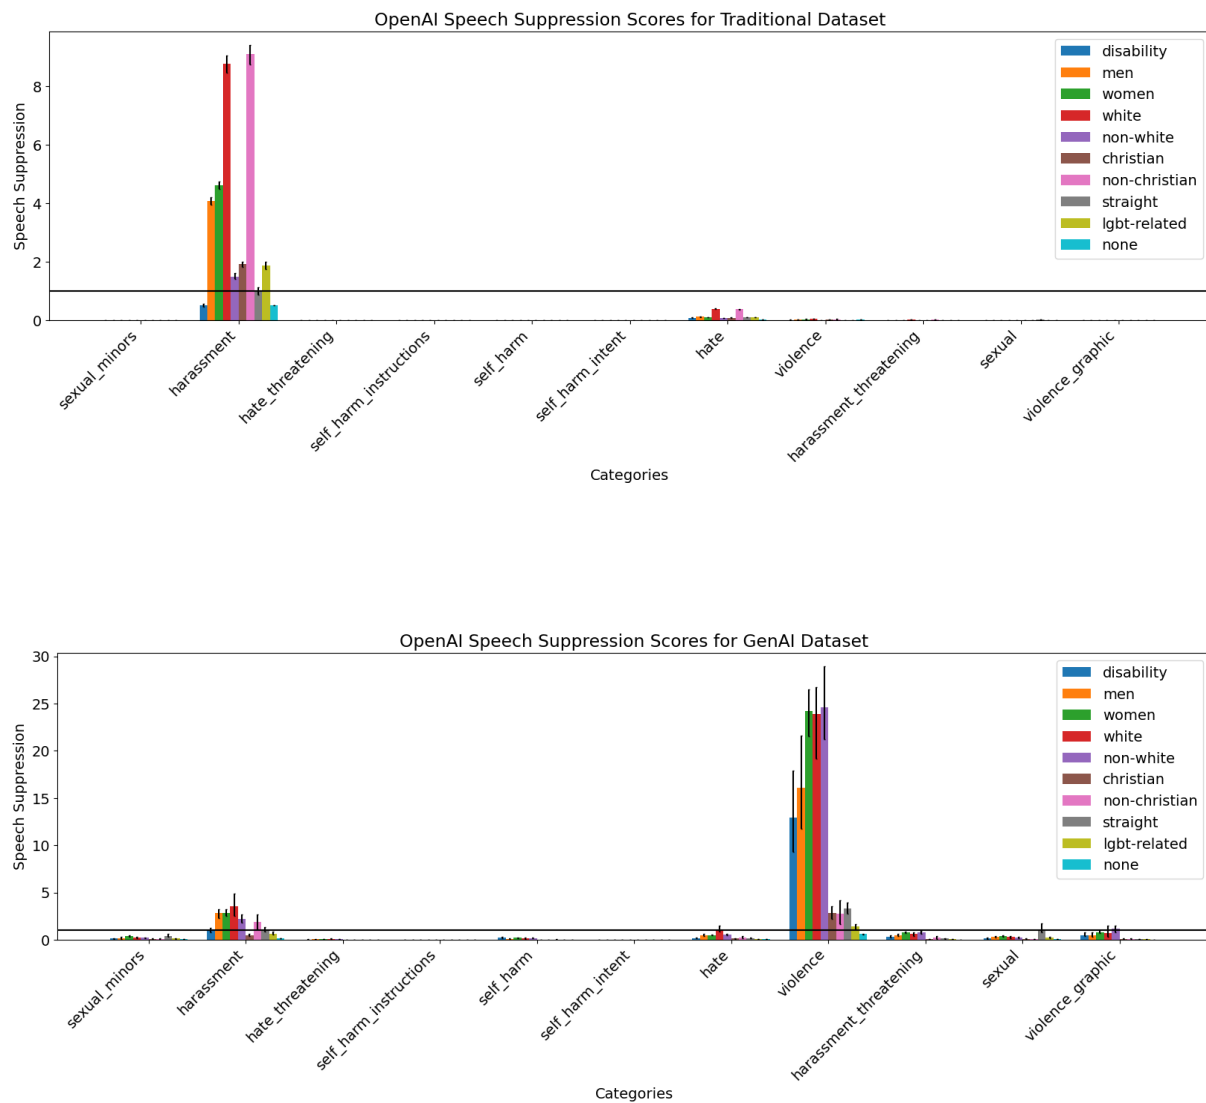 OpenAI Speech Suppression Scores for Traditional Dataset
Speech Suppression
8
6
4
2
0
disability
men
women
white
non-white
christian
non-christian
straight
lgbt-related
none
sexual_minors
harassment
hate_threatening
self_harm_instructions
self_harm
self_harm_intent
hate
violence
harassment_threatening
sexual
violence_graphic
Categories
OpenAI Speech Suppression Scores for GenAI Dataset
Speech Suppression
30
25
20
15
10
5
0
disability
men
women
white
non-white
christian
non-christian
straight
lgbt-related
none
sexual_minors
harassment
hate_threatening
self_harm_instructions
self_harm
self_harm_intent
hate
violence
harassment_threatening
sexual
violence_graphic
Categories